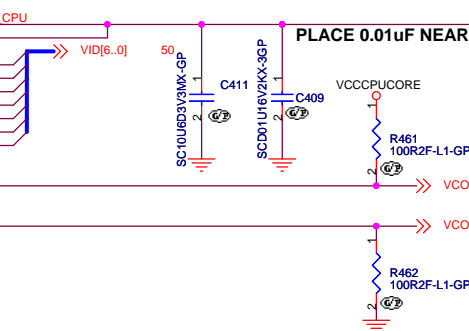 CPU
PLACE 0.01uF NEAR
VID[6..0]
50
SC10U6D3V3MX-GP
1
C411
2
G/P
SCD01U16V2KX-3GP
1
C409
2
G/P
VCCCPUCORE
1
R461
100R2F-L1-GP
2
G/P
VCO
VCO
1
R462
100R2F-L1-GP
2
G/P